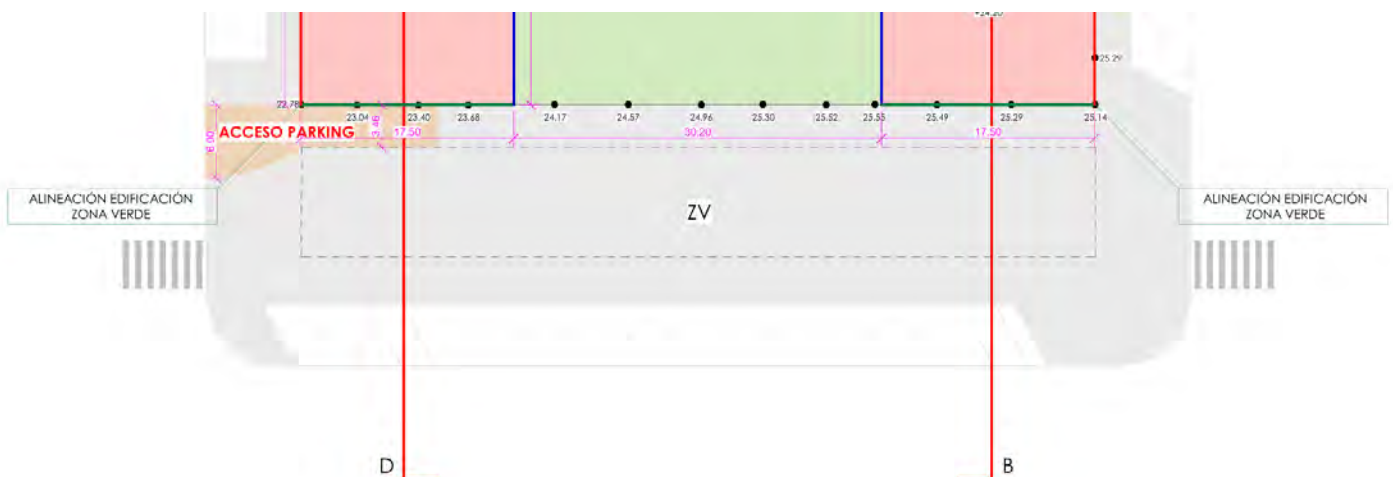 +24.20
25.29
22.78
23.04
23.40
23.68
24.17
24.57
24.96
25.30
25.52
25.55
25.49
25.29
25.14
ACCESO PARKING
3.46
17.50
30.20
17.50
6.00
ALINEACIÓN EDIFICACIÓN
ZONA VERDE
ZV
ALINEACIÓN EDIFICACIÓN
ZONA VERDE
D
B